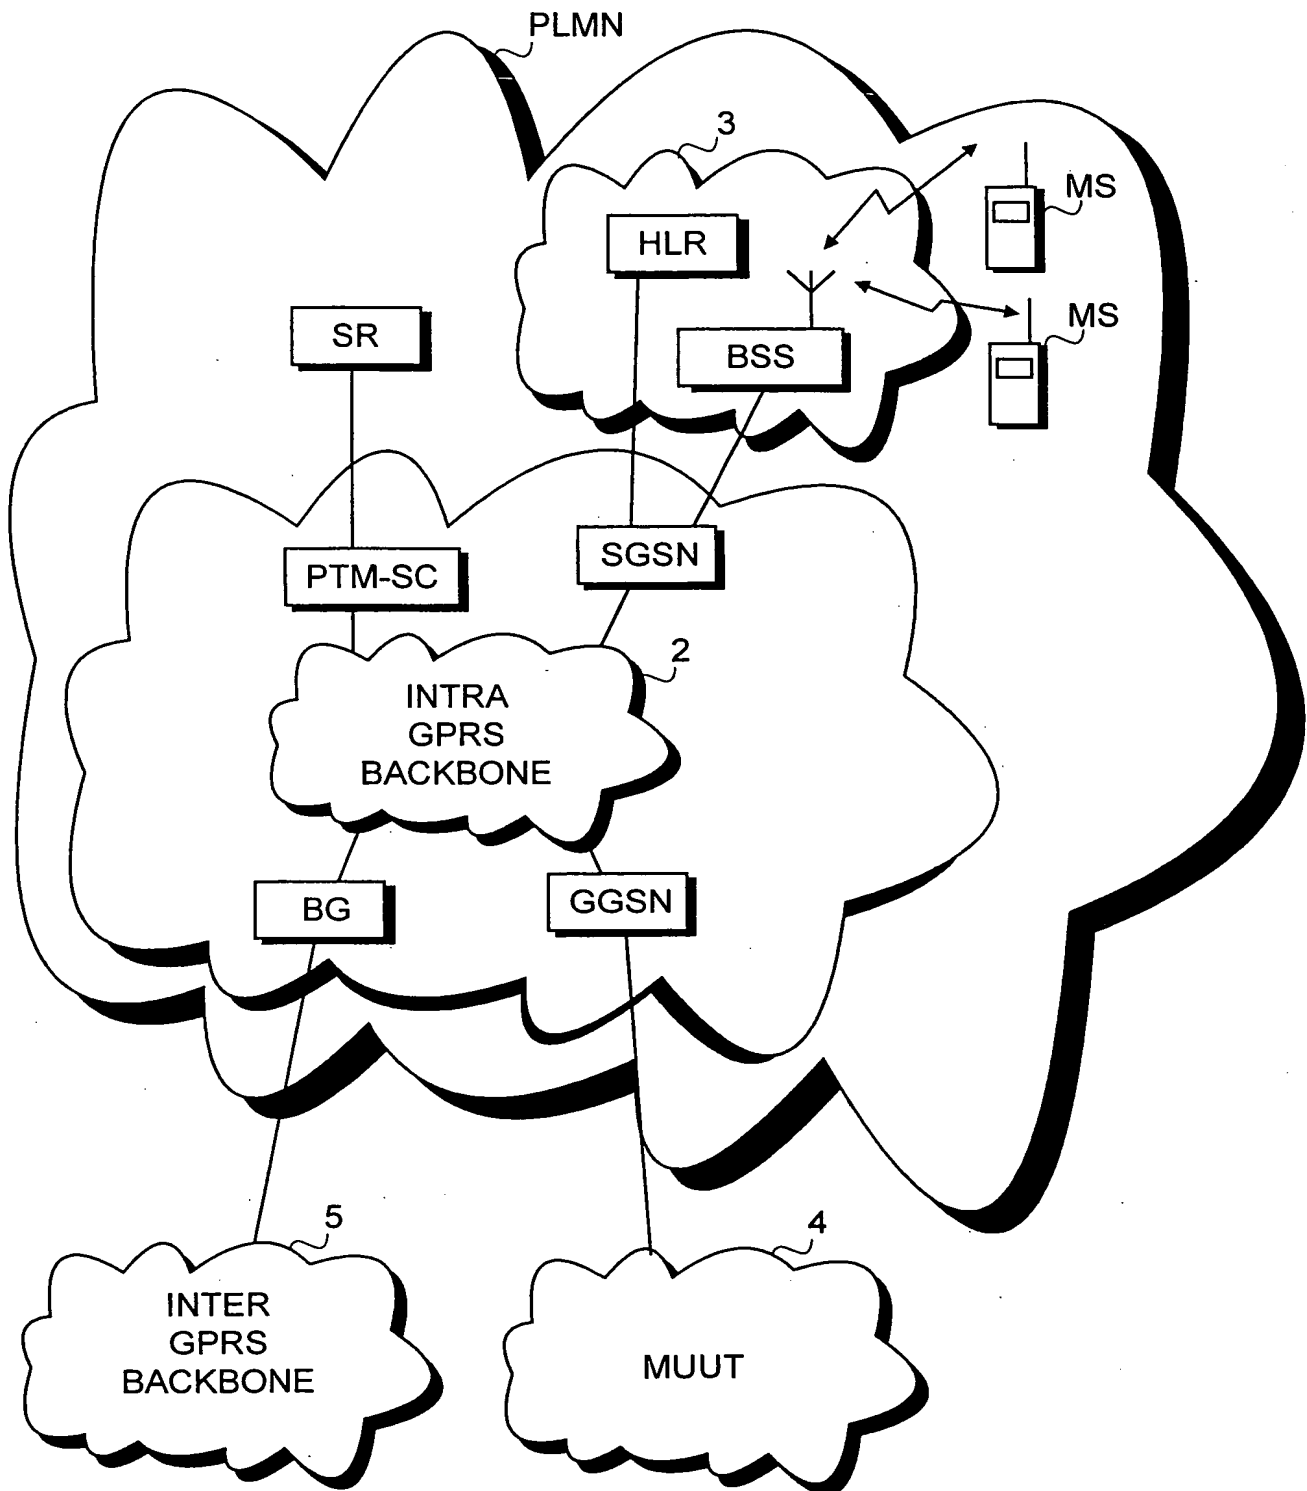 PLMN
3
MS
HLR
MS
SR
BSS
SGSN
PTM-SC
2
INTRA
GPRS
BACKBONE
BG
GGSN
5
4
INTER
GPRS
BACKBONE
MUUT